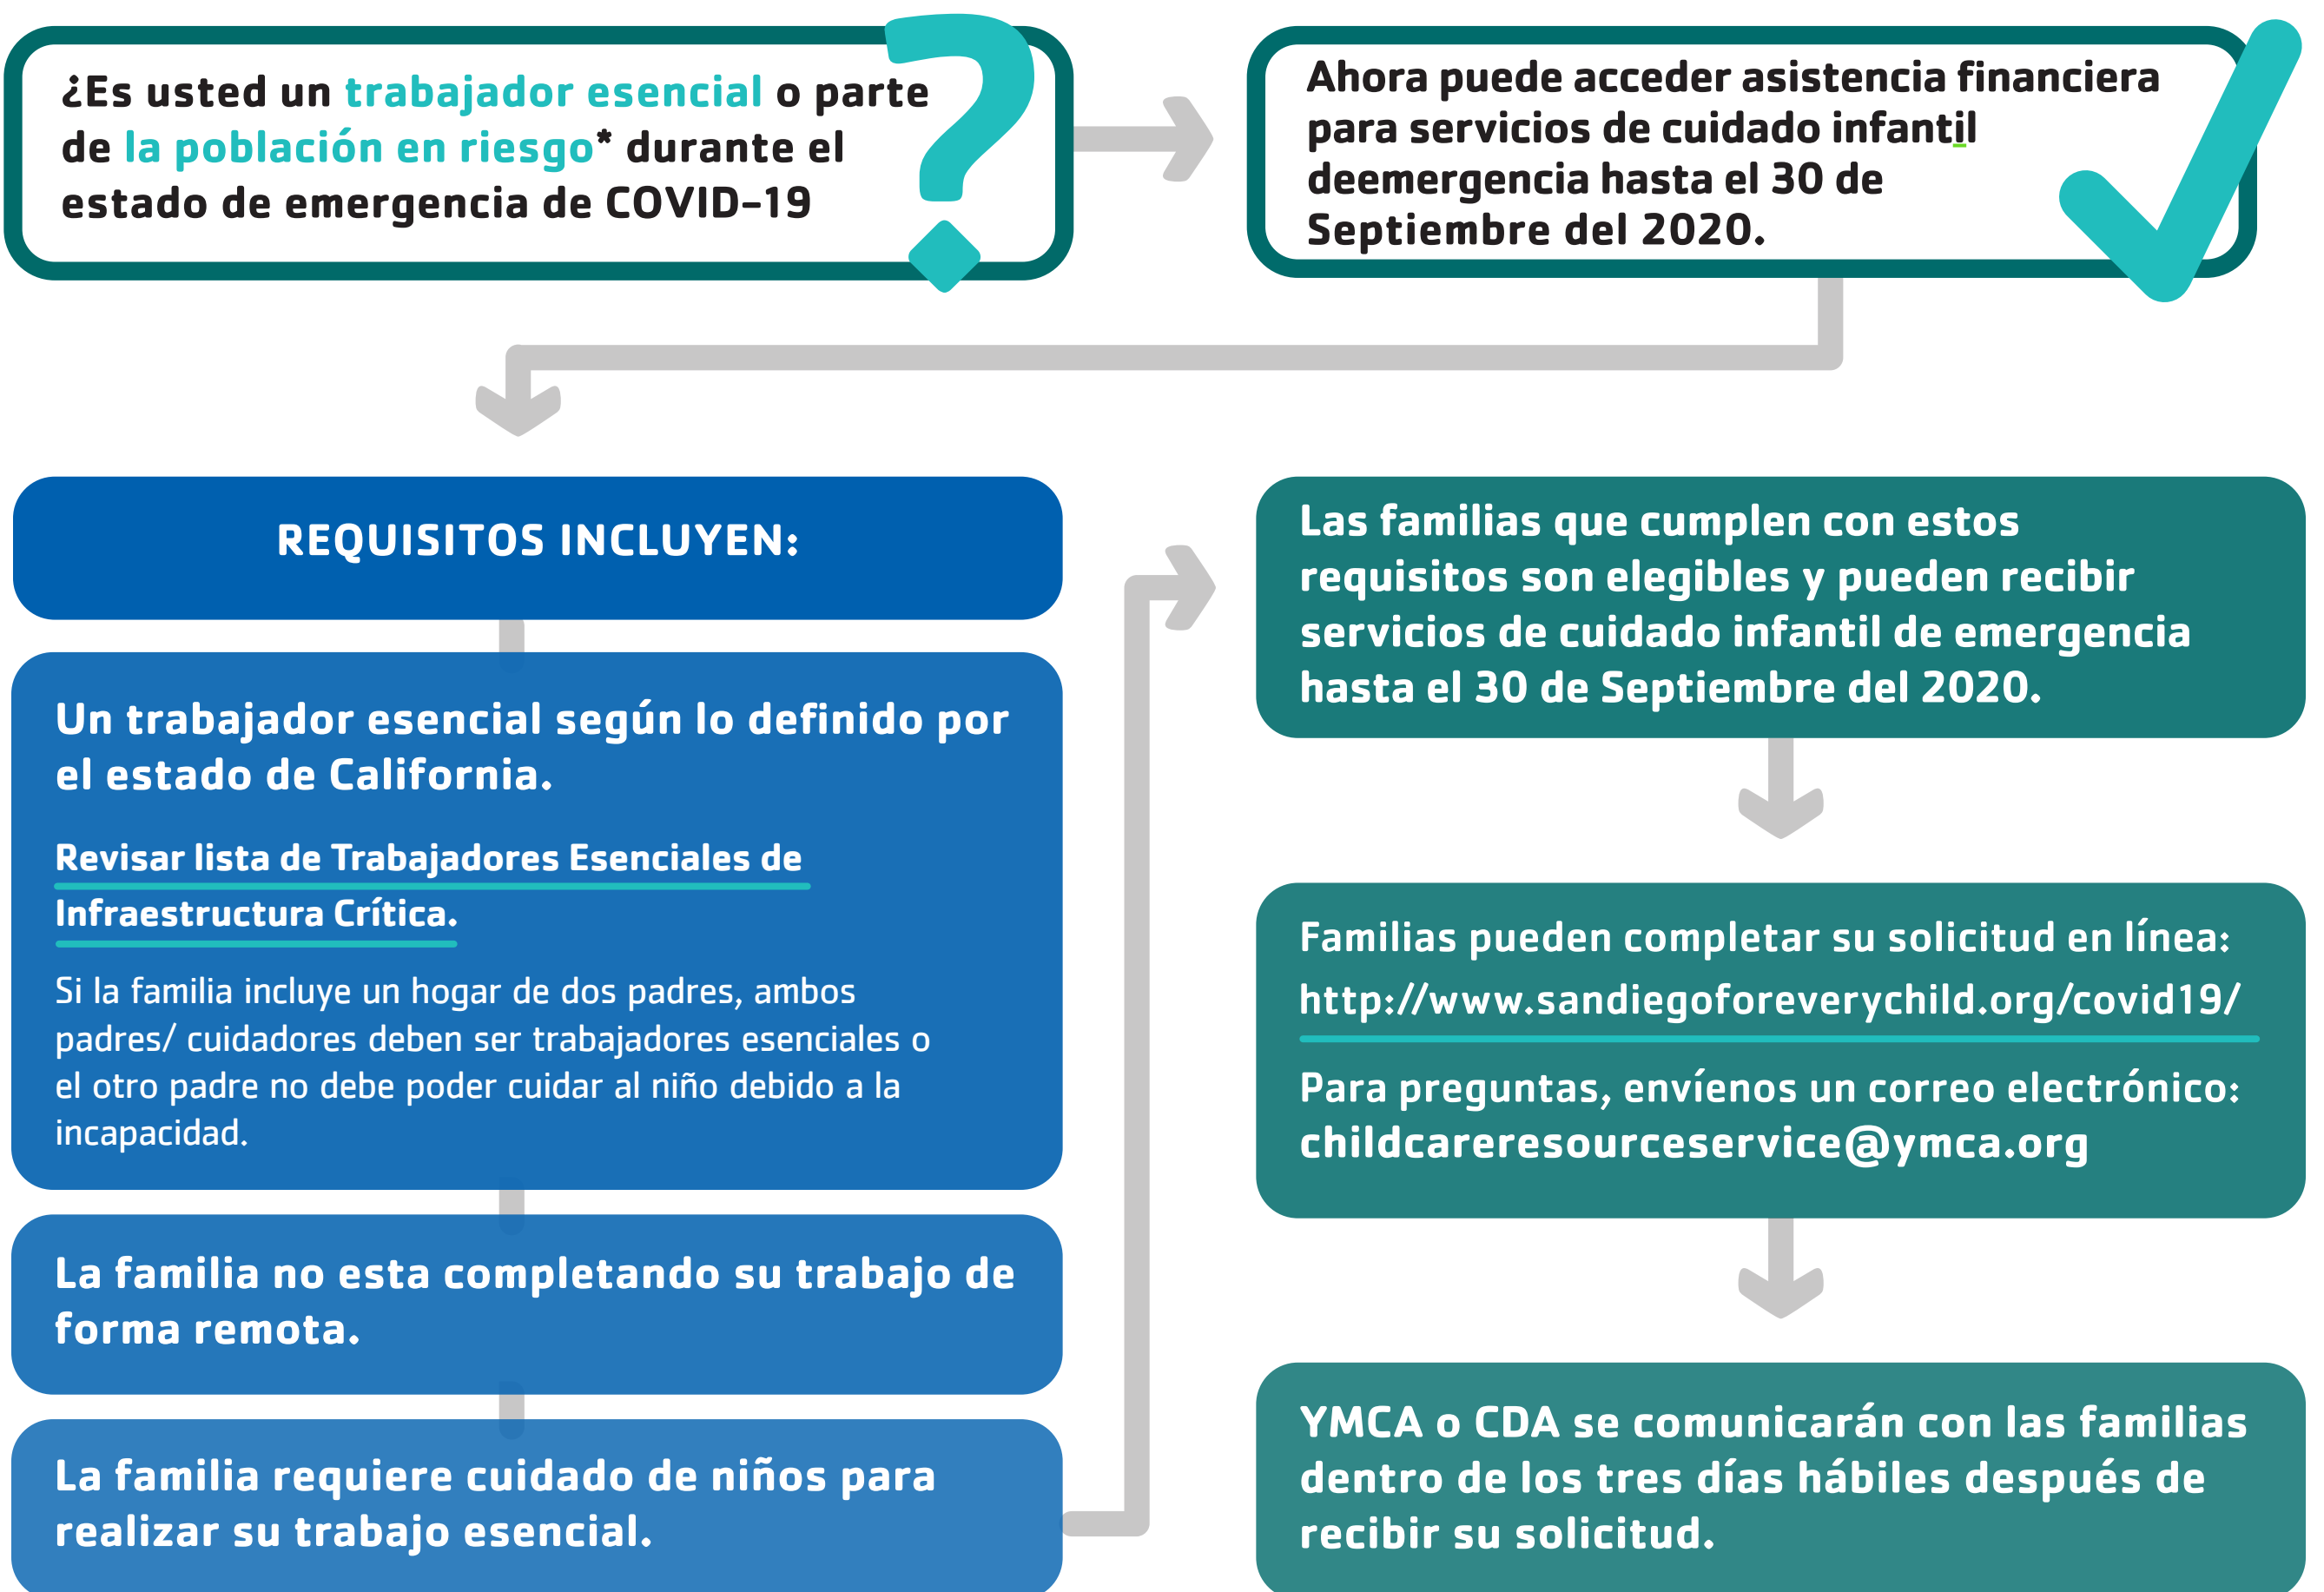 ¿Es usted un trabajador esencial o parte
de la población en riesgo* durante el
estado de emergencia de COVID-19
?
Ahora puede acceder asistencia financiera
para servicios de cuidado infantil
deemergencia hasta el 30 de
Septiembre del 2020.
REQUISITOS INCLUYEN:
Un trabajador esencial según lo definido por
el estado de California.
Revisar lista de Trabajadores Esenciales de
Infraestructura Crítica.
Si la familia incluye un hogar de dos padres, ambos
padres/ cuidadores deben ser trabajadores esenciales o
el otro padre no debe poder cuidar al niño debido a la
incapacidad.
La familia no esta completando su trabajo de
forma remota.
La familia requiere cuidado de niños para
realizar su trabajo esencial.
Las familias que cumplen con estos
requisitos son elegibles y pueden recibir
servicios de cuidado infantil de emergencia
hasta el 30 de Septiembre del 2020.
Familias pueden completar su solicitud en línea:
http://www.sandiegoforeverychild.org/covid19/
Para preguntas, envíenos un correo electrónico:
childcareresourceservice@ymca.org
YMCA o CDA se comunicarán con las familias
dentro de los tres días hábiles después de
recibir su solicitud.